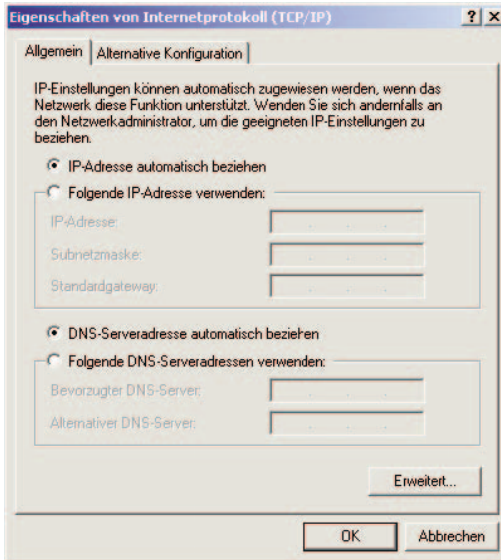 Eigenschaften von Internetprotokoll (TCP/IP)
Allgemein
Alternative Konfiguration
IP-Einstellungen können automatisch zugewiesen werden, wenn das
Netzwerk diese Funktion unterstützt. Wenden Sie sich andernfalls an
den Netzwerkadministrator, um die geeigneten IP-Einstellungen zu
beziehen.
IP-Adresse automatisch beziehen
Folgende IP-Adresse verwenden:
IP-Adresse:
Subnetzmaske:
Standardgateway:
DNS-Serveradresse automatisch beziehen
Folgende DNS-Serveradressen verwenden:
Bevorzugter DNS-Server:
Alternativer DNS-Server:
Erweitert...
OK
Abbrechen